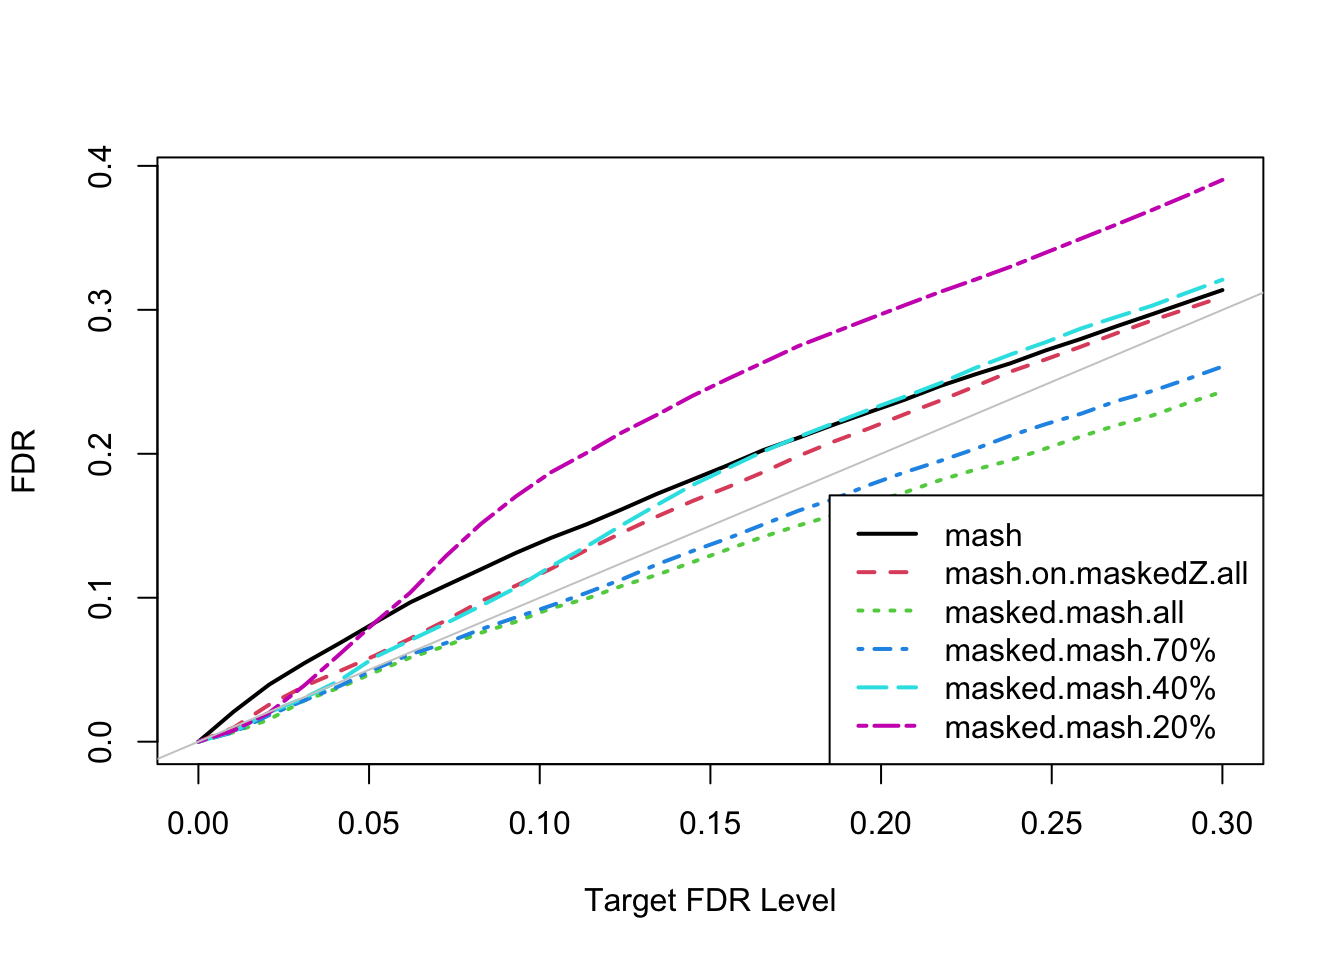 0.4
0.3
0.2
0.1
0.0
FDR
mash
mash.on.maskedZ.all
masked.mash.all
masked.mash.70%
masked.mash.40%
masked.mash.20%
0.00 0.05 0.10 0.15 0.20 0.25 0.30
Target FDR Level